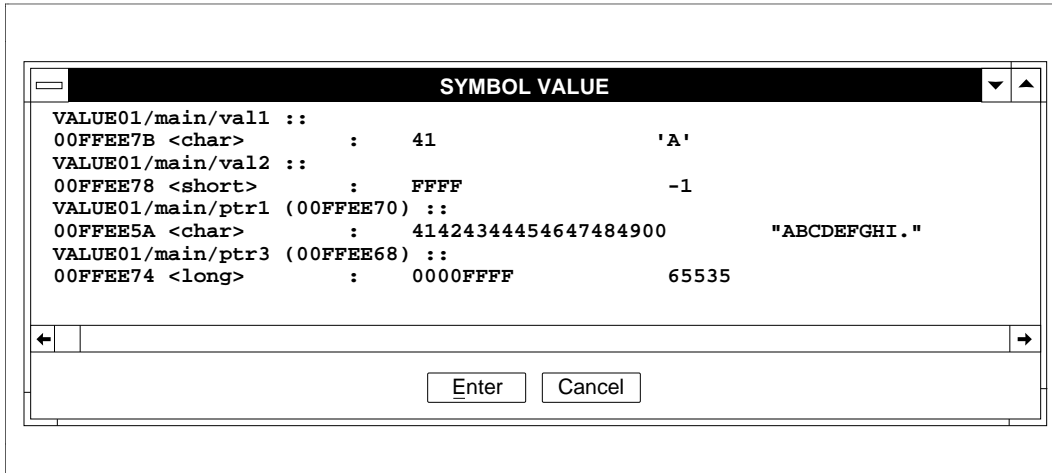 SYMBOL VALUE
VALUE01/main/val1 ::
00FFEE7B <char> : 41 'A'
VALUE01/main/val2 ::
00FFEE78 <short> : FFFF -1
VALUE01/main/ptr1 (00FFEE70) ::
00FFEE5A <char> : 41424344454647484900 "ABCDEFGHI."
VALUE01/main/ptr3 (00FFEE68) ::
00FFEE74 <long> : 0000FFFF 65535
Enter Cancel